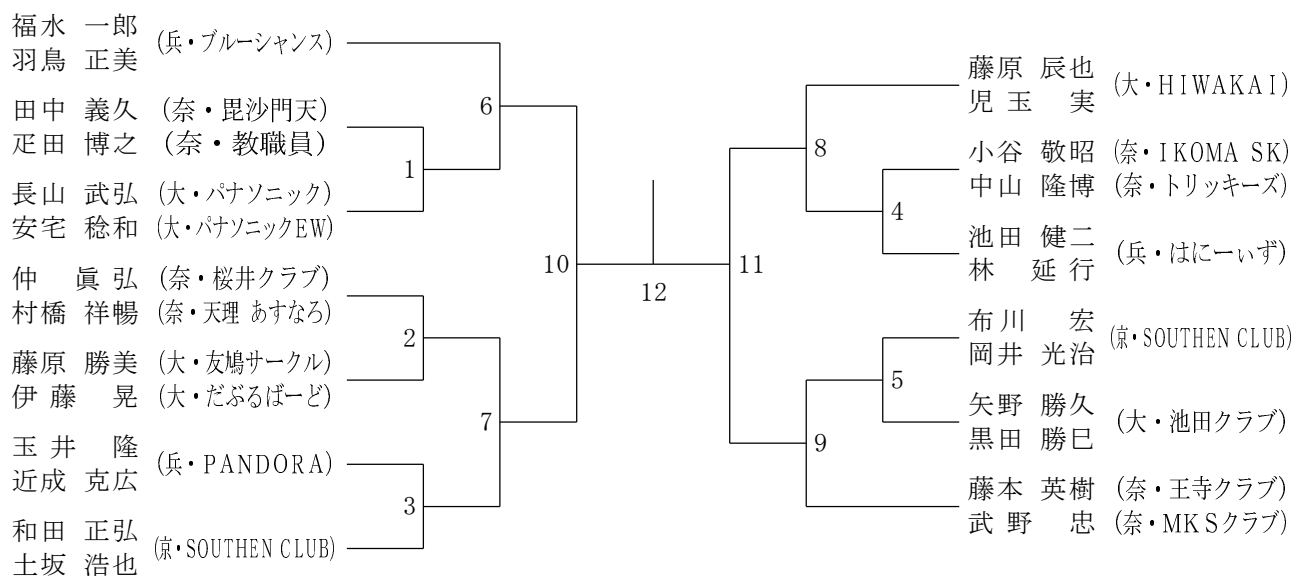 福水 一郎 (兵・ブルーシャンス)
羽鳥 正美
田中 義久 (奈・毘沙門天)
疋田 博之 (奈・教職員)
長山 武弘 (大・パナソニック)
安宅 稔和 (大・パナソニックEW)
仲 眞弘 (奈・桜井クラブ)
村橋 祥暢 (奈・天理 あすなろ)
藤原 勝美 (大・友鳩サークル)
伊藤 晃 (大・だぶるばーど)
玉井 隆 (兵・PANDORA)
近成 克広
和田 正弘 (京・SOUTHEN CLUB)
土坂 浩也
6
1
2
7
3
10
12
11
8
4
5
9
藤原 辰也 (大・HIWAKAI)
児玉 実
小谷 敬昭 (奈・IKOMA SK)
中山 隆博 (奈・トリッキーズ)
池田 健二 (兵・はにーぃず)
林 延行
布川 宏 (京・SOUTHEN CLUB)
岡井 光治
矢野 勝久 (大・池田クラブ)
黒田 勝巳
藤本 英樹 (奈・王寺クラブ)
武野 忠 (奈・MKSクラブ)